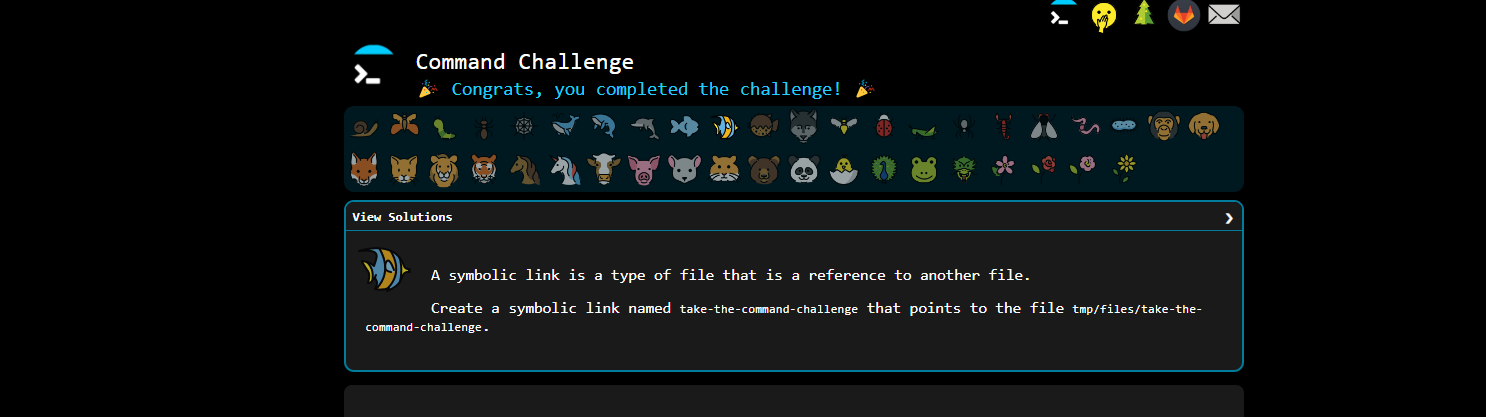 Command Challenge
🎉 Congrats, you completed the challenge! 🎉
View Solutions
A symbolic link is a type of file that is a reference to another file.
Create a symbolic link named take-the-command-challenge that points to the file tmp/files/take-the-
command-challenge.